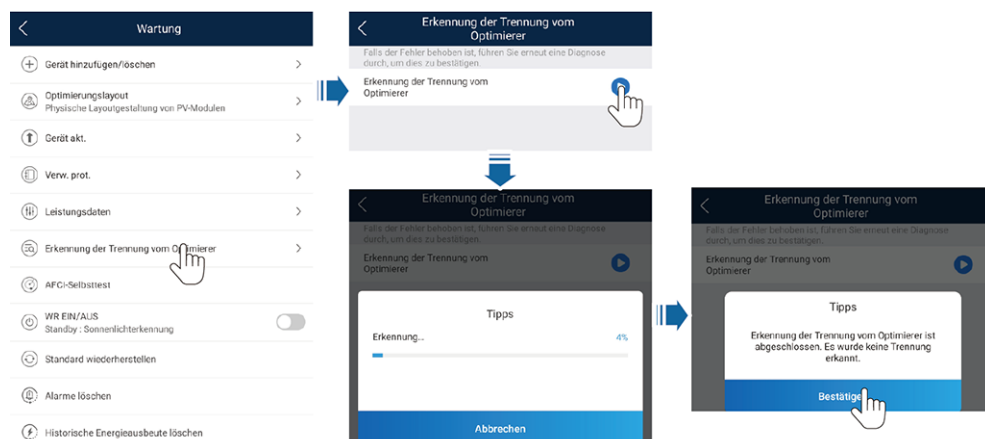 Wartung
Gerät hinzufügen/löschen
Optimierungslayout
Physische Layoutgestaltung von PV-Modulen
Gerät akt.
Verw. prot.
Leistungsdaten
Erkennung der Trennung vom Optimierer
AFCI-Selbsttest
WR EIN/AUS
Standby : Sonnenlichterkennung
Standard wiederherstellen
Alarme löschen
Historische Energieausbeute löschen
Erkennung der Trennung vom
Optimierer
Falls der Fehler behoben ist, führen Sie erneut eine Diagnose
durch, um dies zu bestätigen.
Erkennung der Trennung vom
Optimierer
Erkennung der Trennung vom
Optimierer
Falls der Fehler behoben ist, führen Sie erneut eine Diagnose
durch, um dies zu bestätigen.
Erkennung der Trennung vom
Optimierer
Tipps
Erkennung... 4%
Abbrechen
Erkennung der Trennung vom
Optimierer
Falls der Fehler behoben ist, führen Sie erneut eine Diagnose
durch, um dies zu bestätigen.
Erkennung der Trennung vom
Optimierer
Tipps
Erkennung der Trennung vom Optimierer ist
abgeschlossen. Es wurde keine Trennung
erkannt.
Bestätige